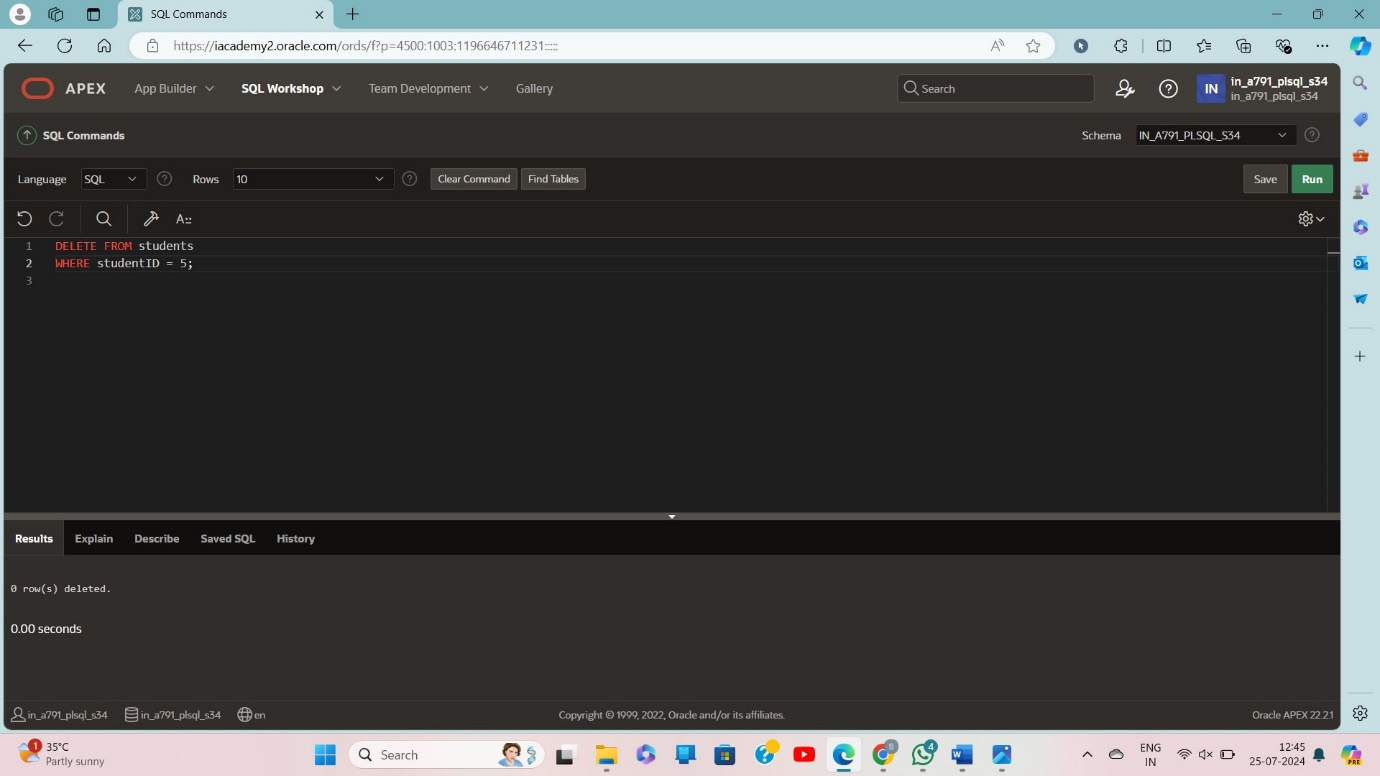 SQL Commands
https://iacademy2.oracle.com/ords/f?p=4500:1003:1196646711231:::::
APEX App Builder SQL Workshop Team Development Gallery Search IN in_a791_plsql_s34
in_a791_plsql_s34
SQL Commands Schema IN_A791_PLSQL_S34
Language SQL Rows 10 Clear Command Find Tables Save Run
A::
1 DELETE FROM students
2 WHERE studentID = 5;
3
Results Explain Describe Saved SQL History
0 row(s) deleted.
0.00 seconds
in_a791_plsql_s34 in_a791_plsql_s34 en Copyright © 1999, 2022, Oracle and/or its affiliates. Oracle APEX 22.2.1
1 35°C
Partly sunny
Search
S
4
ENG
IN
12:45
25-07-2024
PRE